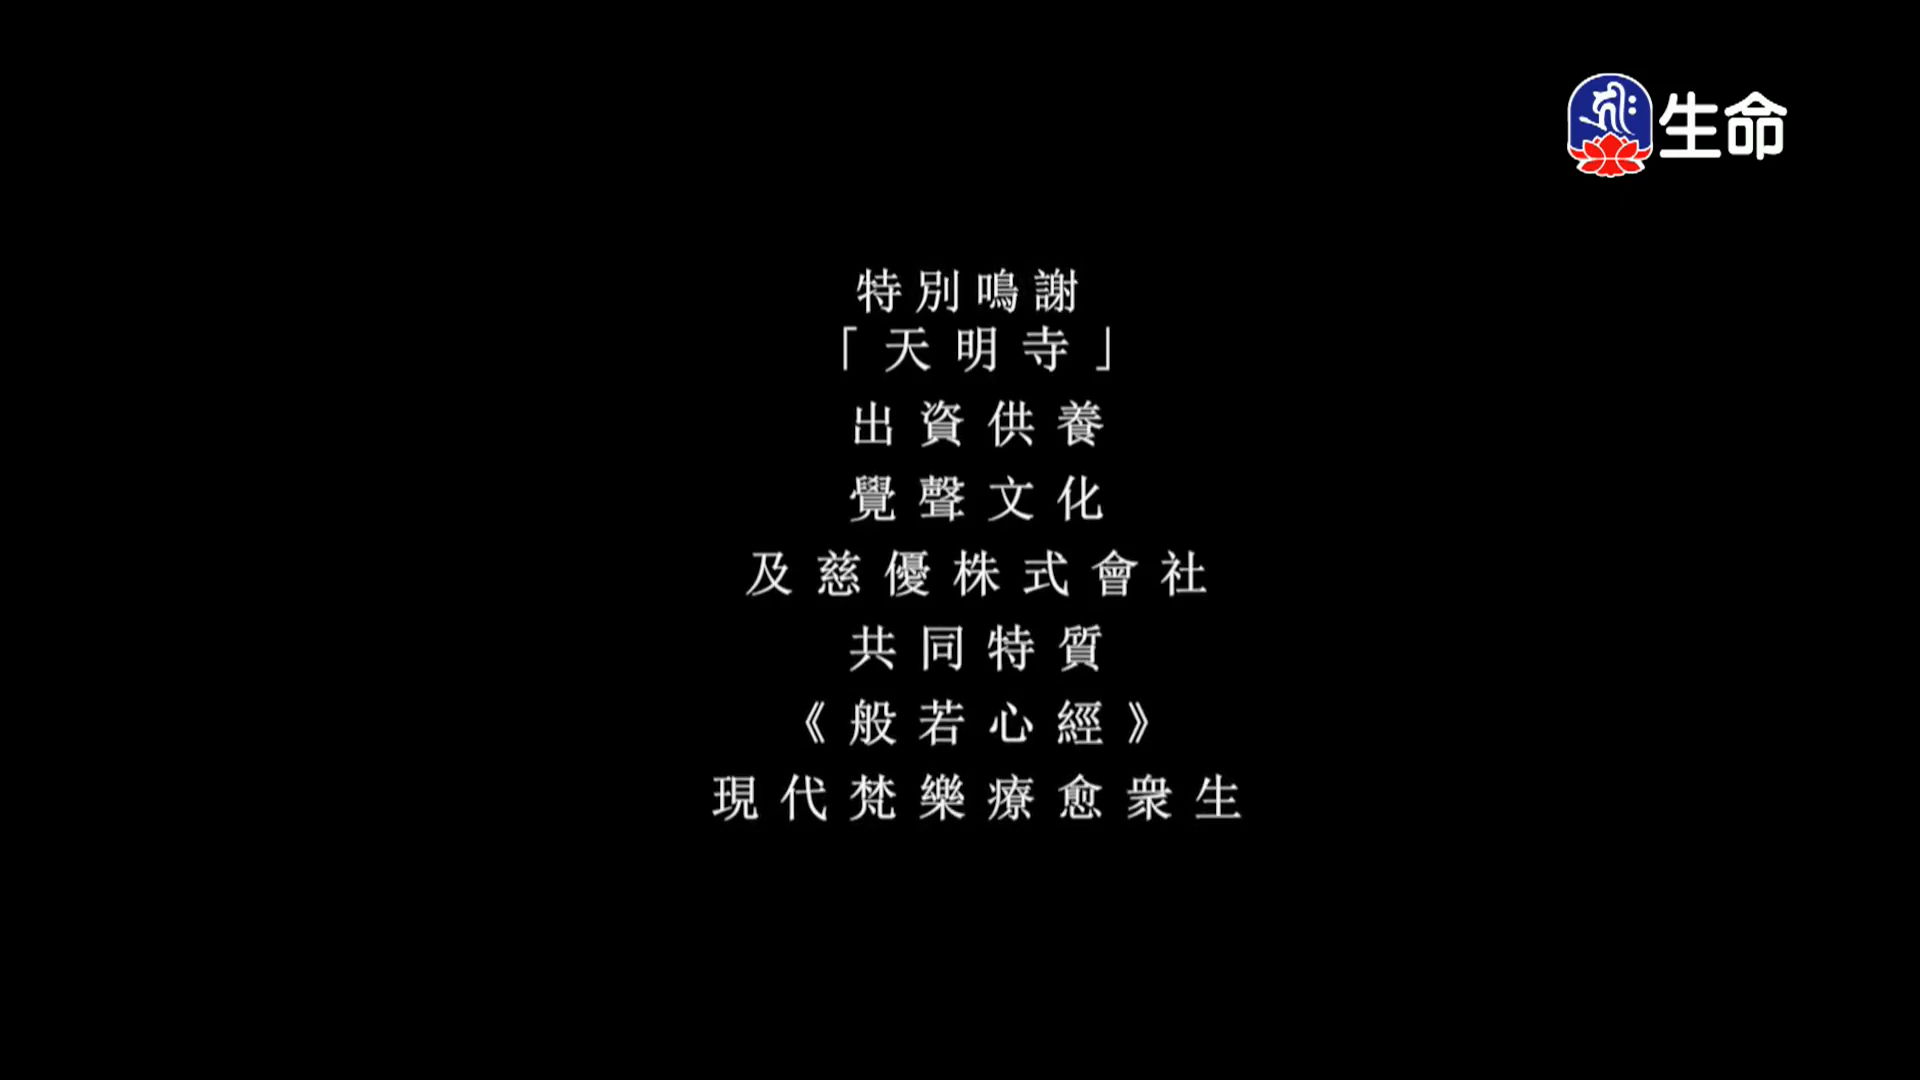 生命
特別鳴謝
「天明寺」
出資供養
覺聲文化
及慈優株式會社
共同特質
《般若心經》
現代梵樂療愈衆生